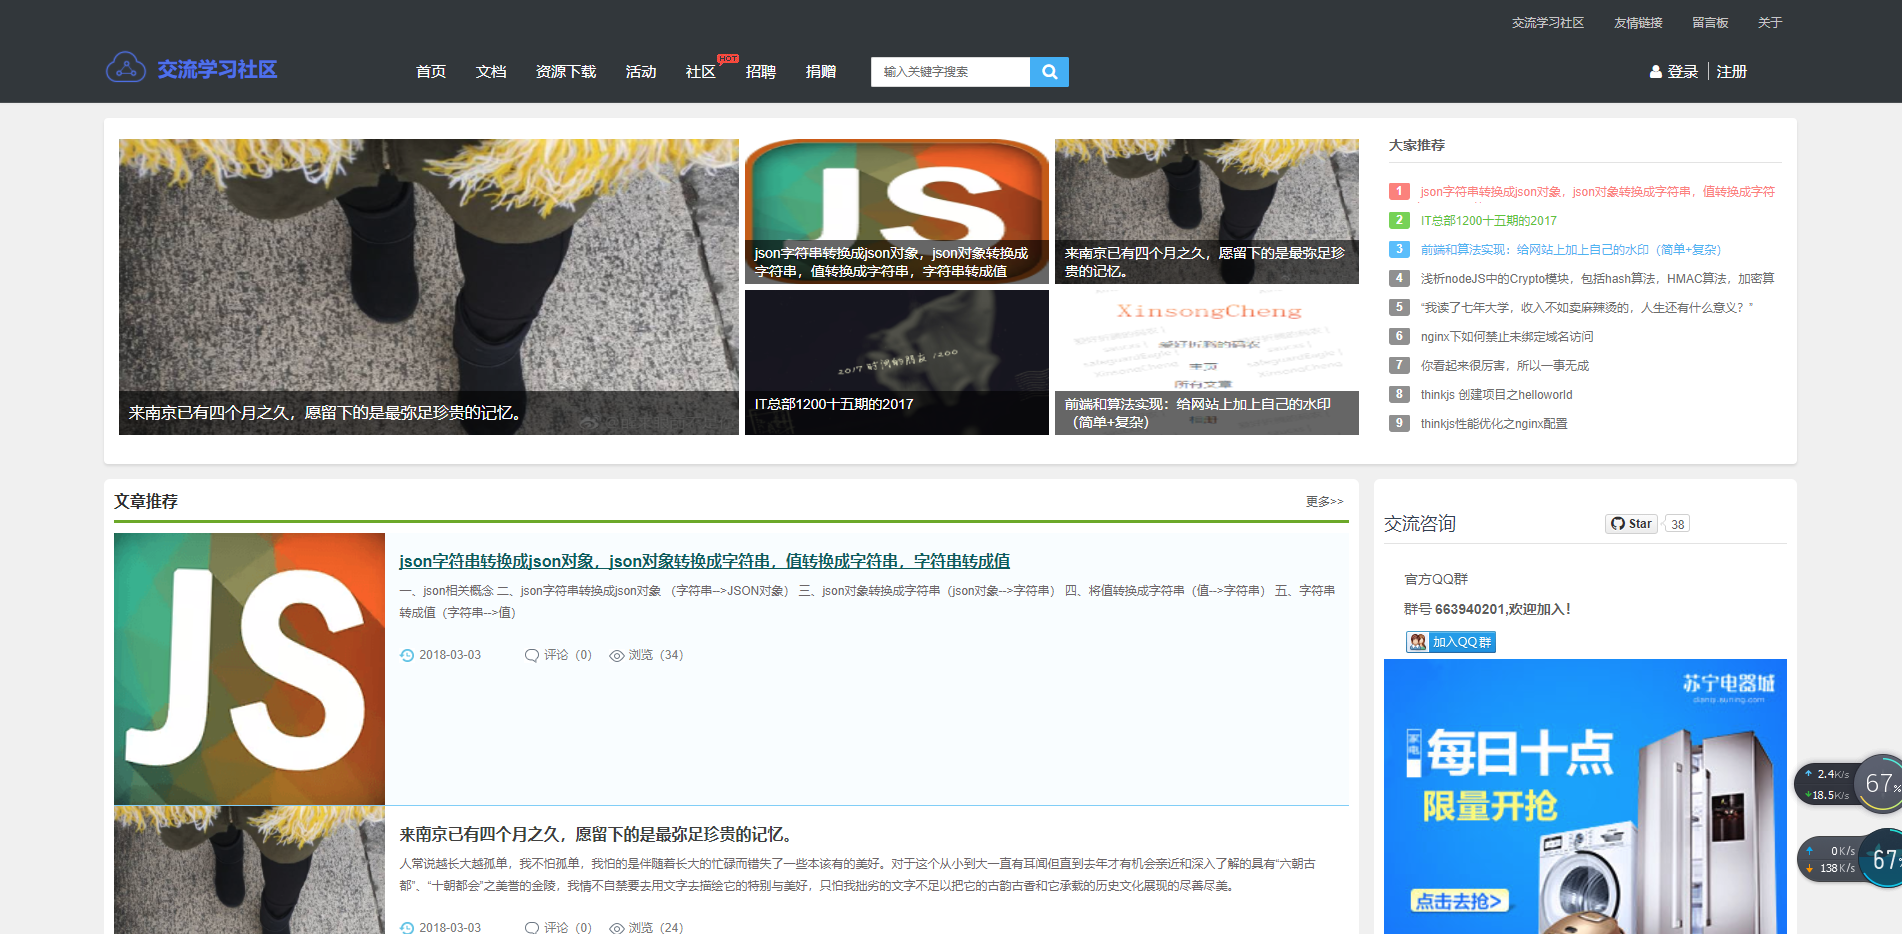 交流学习社区
友情链接
留言板
关于
交流学习社区
首页
文档
资源下载
活动
社区
HOT
招聘
捐赠
输入关键字搜索
登录
注册
来南京已有四个月之久，愿留下的是最弥足珍贵的记忆。
JS
json字符串转换成json对象，json对象转换成
字符串，值转换成字符串，字符串转成值
来南京已有四个月之久，愿留下的是最弥足珍
贵的记忆。
2017 时间的朋友 1200
IT总部1200十五期的2017
XinsongCheng
爱好折腾的码农
主页
所有文章
前端和算法实现：给网站上加上自己的水印
（简单+复杂）
大家推荐
1 json字符串转换成json对象，json对象转换成字符串，值转换成字符
2 IT总部1200十五期的2017
3 前端和算法实现：给网站上加上自己的水印（简单+复杂）
4 浅析nodeJS中的Crypto模块，包括hash算法，HMAC算法，加密算
5 “我读了七年大学，收入不如卖麻辣烫的，人生还有什么意义？”
6 nginx下如何禁止未绑定域名访问
7 你看起来很厉害，所以一事无成
8 thinkjs 创建项目之helloworld
9 thinkjs性能优化之nginx配置
文章推荐
更多>>
JS
json字符串转换成json对象，json对象转换成字符串，值转换成字符串，字符串转成值
一、json相关概念 二、json字符串转换成json对象 （字符串-->JSON对象） 三、json对象转换成字符串（json对象-->字符串） 四、将值转换成字符串（值-->字符串） 五、字符串
转成值（字符串-->值）
2018-03-03
评论（0）
浏览（34）
来南京已有四个月之久，愿留下的是最弥足珍贵的记忆。
人常说越长大越孤单，我不怕孤单，我怕的是伴随着长大的忙碌而错失了一些本该有的美好。对于这个从小到大一直有耳闻但直到去年才有机会亲近和深入了解的具有“六朝古
都”、“十朝都会”之美誉的金陵，我情不自禁要去用文字去描绘它的特别与美好，只怕我拙劣的文字不足以把它的古韵古香和它承载的历史文化展现的尽善尽美。
2018-03-03
评论（0）
浏览（24）
交流咨询
Star
38
官方QQ群
群号 663940201,欢迎加入！
加入QQ群
苏宁电器城
dianqi.suning.com
家电
每日十点
限量开抢
点击去抢>
2.4K/s
18.5K/s
67%
0K/s
138K/s
67%